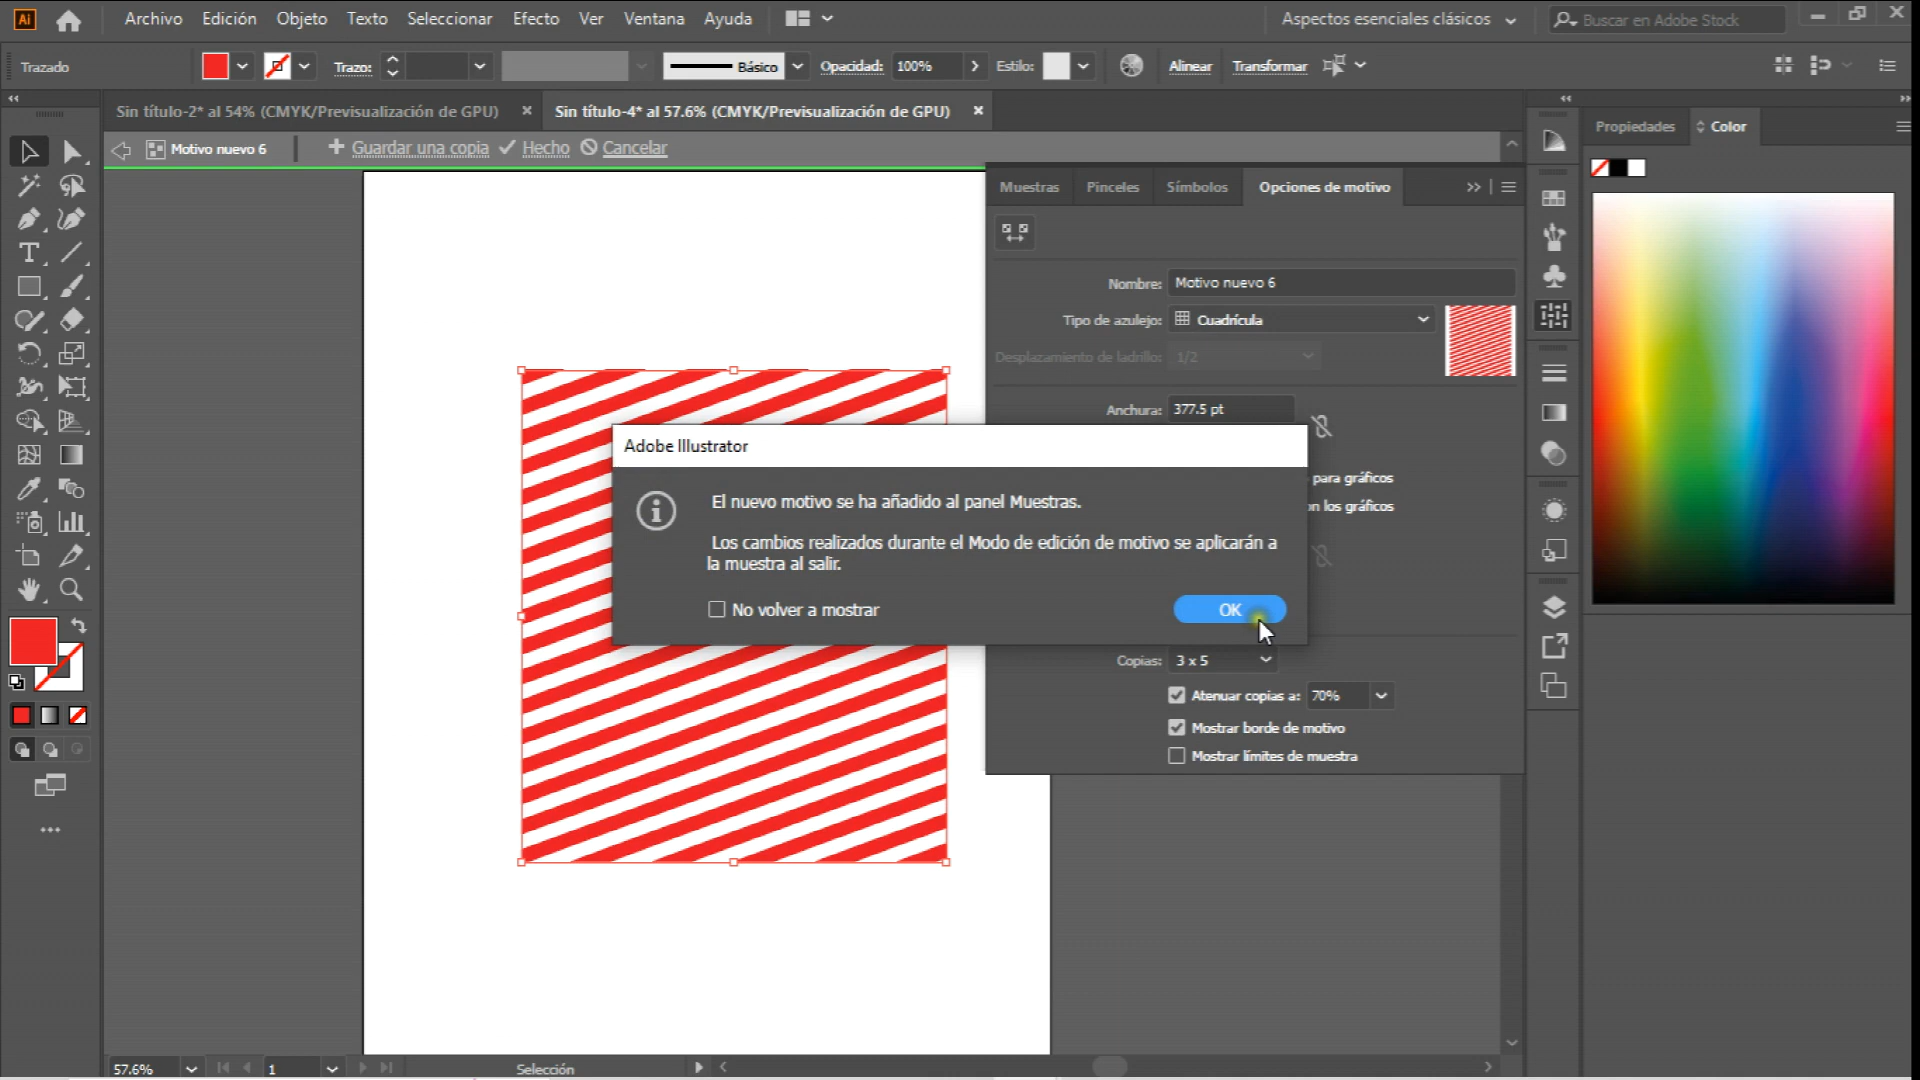 Ai Archivo Edición Objeto Texto Seleccionar Efecto Ver Ventana Ayuda Aspectos esenciales clásicos Buscar en Adobe Stock
Trazado Trazo: Básico Opacidad: 100% Estilo: Alinear Transformar
Sin título-2* al 54% (CMYK/Previsualización de GPU) Sin título-4* al 57.6% (CMYK/Previsualización de GPU)
Propiedades Color
Motivo nuevo 6 Guardar una copia Hecho Cancelar
Muestras Pinceles Símbolos Opciones de motivo
Nombre: Motivo nuevo 6
Tipo de azulejo: Cuadrícula
Desplazamiento de ladrillo: 1/2
Anchura: 377.5 pt
Adobe Illustrator
para gráficos
El nuevo motivo se ha añadido al panel Muestras.
los gráficos
Los cambios realizados durante el Modo de edición de motivo se aplicarán a
la muestra al salir.
No volver a mostrar OK
Copias: 3 x 5
Atenuar copias a: 70%
Mostrar borde de motivo
Mostrar límites de muestra
57.6% 1 Selección